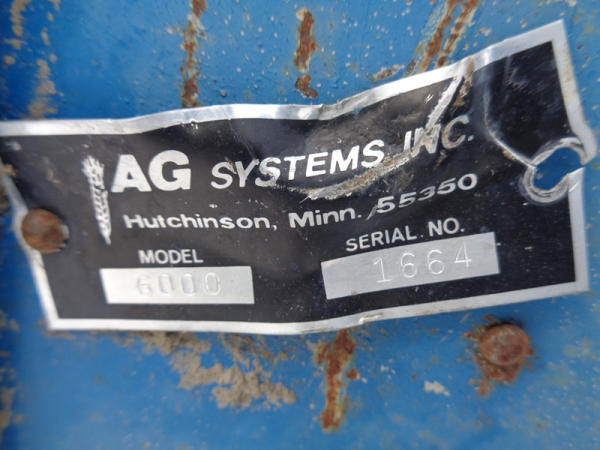 AG SYSTEMS INC.
Hutchinson, Minn. 55350
MODEL
6000
SERIAL NO.
1664